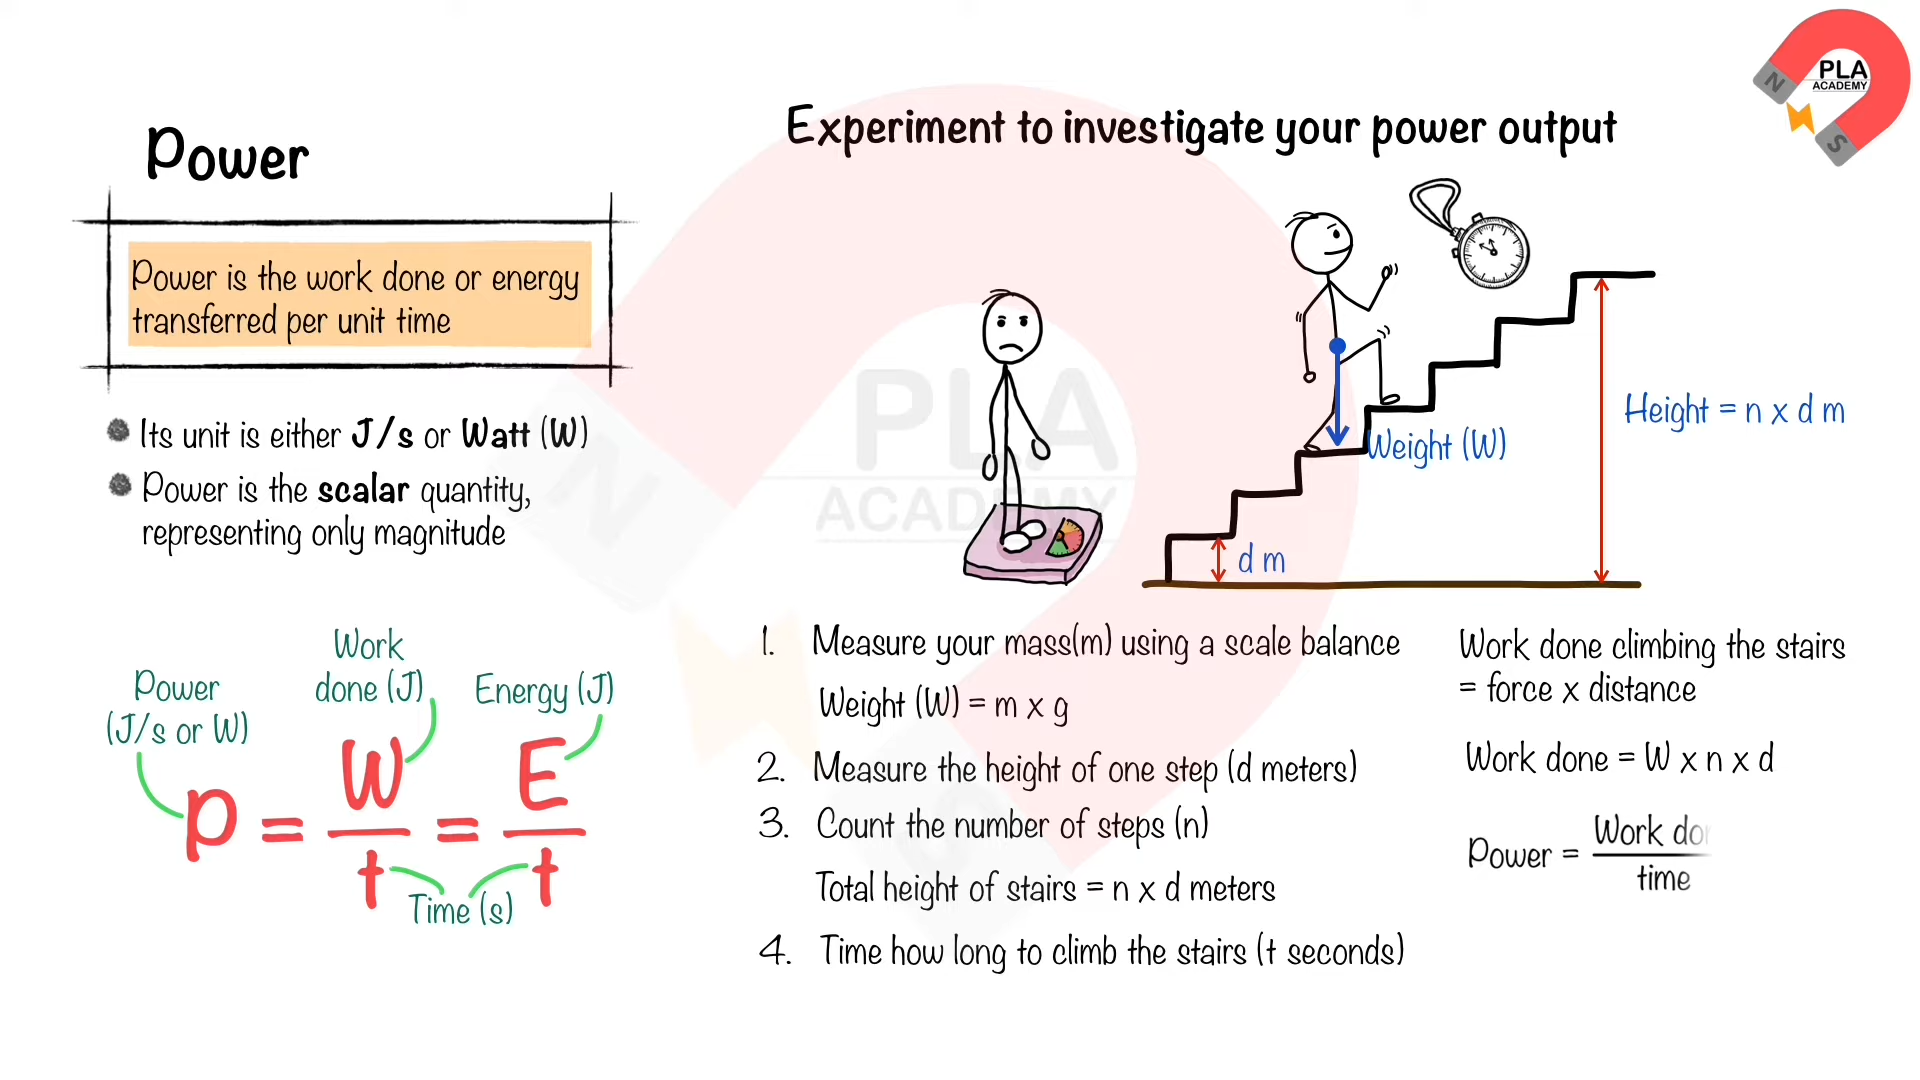 PLA
ACADEMY
N
S
Power
Power is the work done or energy
transferred per unit time
Its unit is either J/s or Watt (W)
Power is the scalar quantity,
representing only magnitude
Power
(J/s or W)
Work
done (J)
Energy (J)
P = W/t = E/t
Time (s)
Experiment to investigate your power output
Weight (W)
Height = n x d m
d m
PLA
ACADEMY
N
1. Measure your mass(m) using a scale balance
Weight (W) = m x g
2. Measure the height of one step (d meters)
3. Count the number of steps (n)
Total height of stairs = n x d meters
4. Time how long to climb the stairs (t seconds)
Work done climbing the stairs
= force x distance
Work done = W x n x d
Power = Work
time